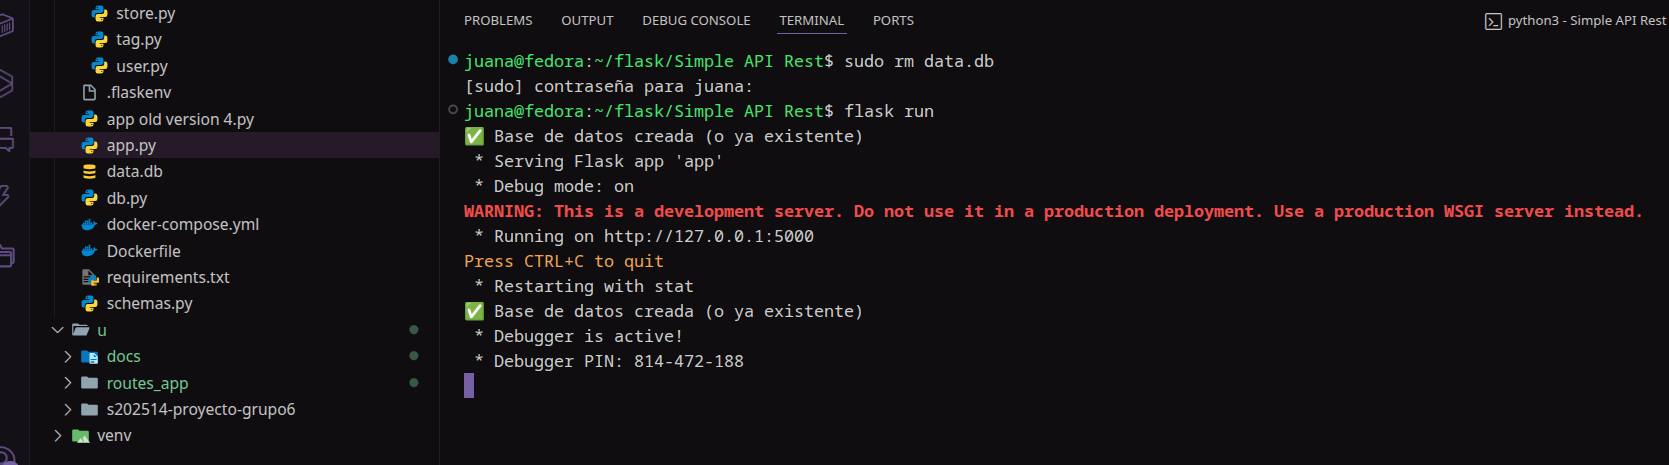 store.py
tag.py
user.py
.flaskenv
app old version 4.py
app.py
data.db
db.py
docker-compose.yml
Dockerfile
requirements.txt
schemas.py
u
docs
routes_app
s202514-proyecto-grupo6
venv
PROBLEMS OUTPUT DEBUG CONSOLE TERMINAL PORTS
python3 - Simple API Rest
juana@fedora:~/flask/Simple API Rest$ sudo rm data.db
[sudo] contraseña para juana:
juana@fedora:~/flask/Simple API Rest$ flask run
✅ Base de datos creada (o ya existente)
* Serving Flask app 'app'
* Debug mode: on
WARNING: This is a development server. Do not use it in a production deployment. Use a production WSGI server instead.
* Running on http://127.0.0.1:5000
Press CTRL+C to quit
* Restarting with stat
✅ Base de datos creada (o ya existente)
* Debugger is active!
* Debugger PIN: 814-472-188